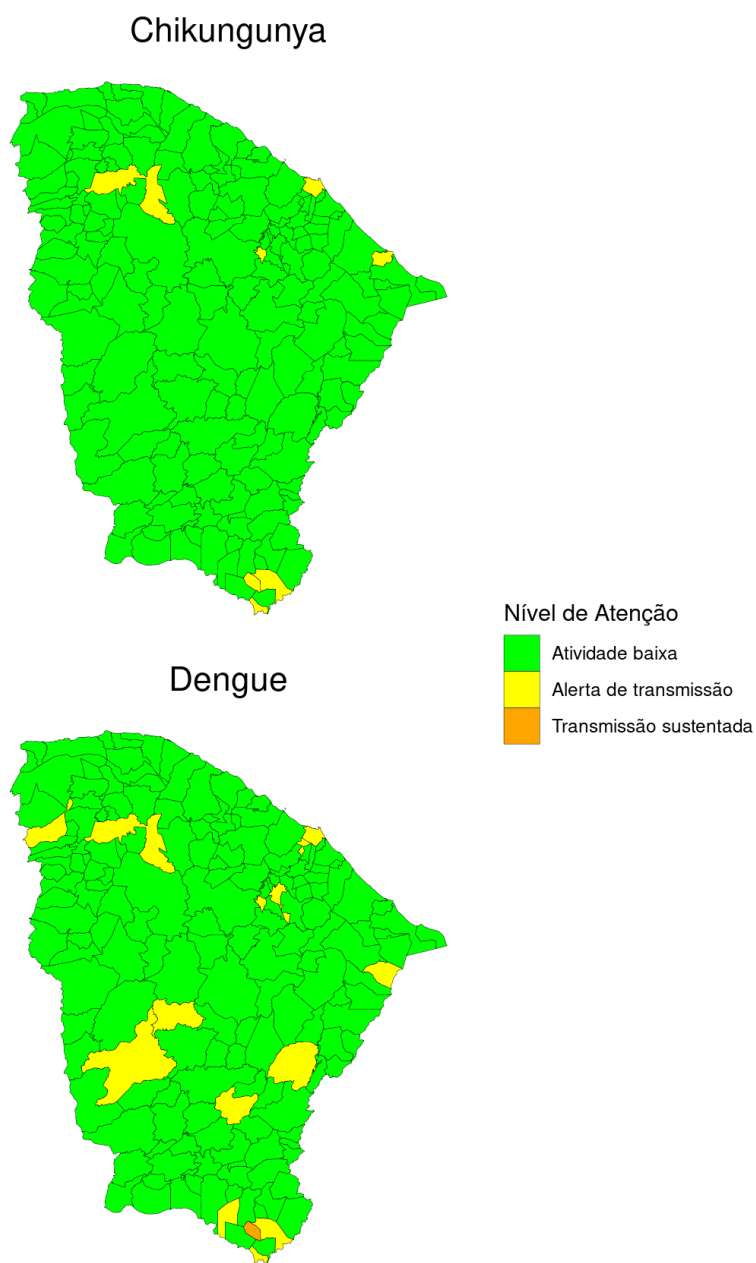 Chikungunya
Nível de Atenção
Atividade baixa
Alerta de transmissão
Transmissão sustentada
Dengue